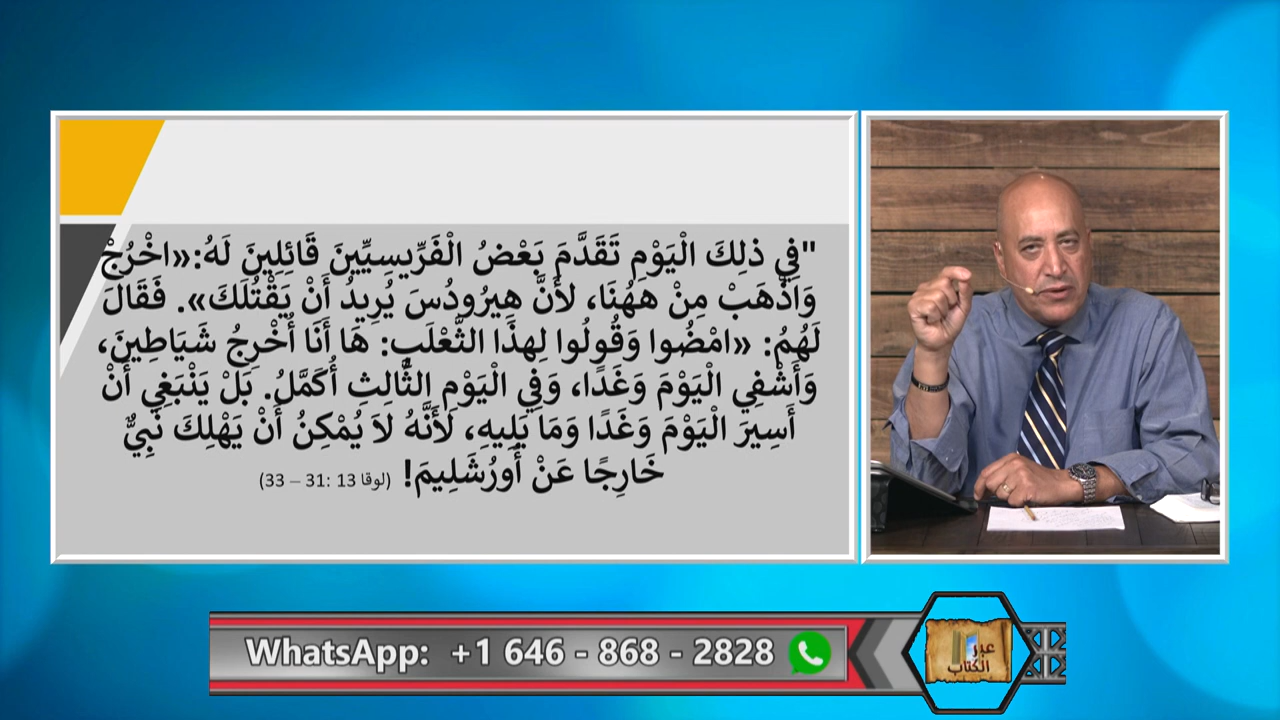 "فِي ذلِكَ الْيَوْمِ تَقَدَّمَ بَعْضُ الْفَرِّيسِيِّينَ قَائِلِينَ لَهُ:«اخْرُجْ
وَاذْهَبْ مِنْ ههُنَا، لأَنَّ هِيرُودُسَ يُرِيدُ أَنْ يَقْتُلَكَ». فَقَالَ
لَهُمُ: «امْضُوا وَقُولُوا لِهذَا الثَّعْلَبِ: هَا أَنَا أُخْرِجُ شَيَاطِينَ،
وَأَشْفِي الْيَوْمَ وَغَدًا، وَفِي الْيَوْمِ الثَّالِثِ أُكَمَّلُ. بَلْ يَنْبَغِي أَنْ
أَسِيرَ الْيَوْمَ وَغَدًا وَمَا يَلِيهِ، لأَنَّهُ لاَ يُمْكِنُ أَنْ يَهْلِكَ نَبِيٌّ
خَارِجًا عَنْ أُورُشَلِيمَ! (لوقا 13 :31 – 33)
WhatsApp: +1 646 - 868 - 2828
عبر
الكتاب